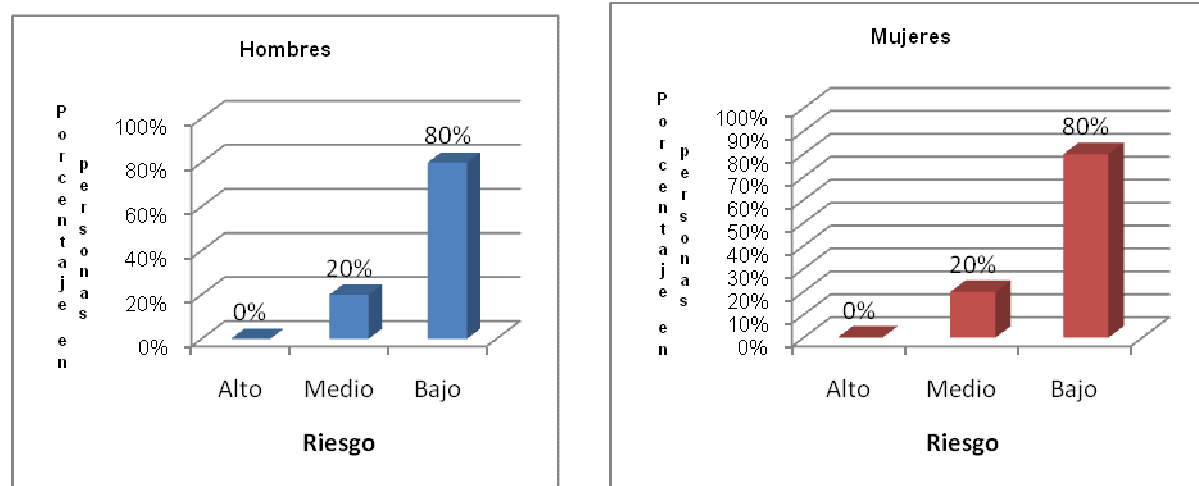 Hombres
Porcentaje en
personas
100%
80%
60%
40%
20%
0%
0%
20%
80%
Alto Medio Bajo
Riesgo
Mujeres
Porcentaje en
personas
100%
90%
80%
70%
60%
50%
40%
30%
20%
10%
0%
0%
20%
80%
Alto Medio Bajo
Riesgo